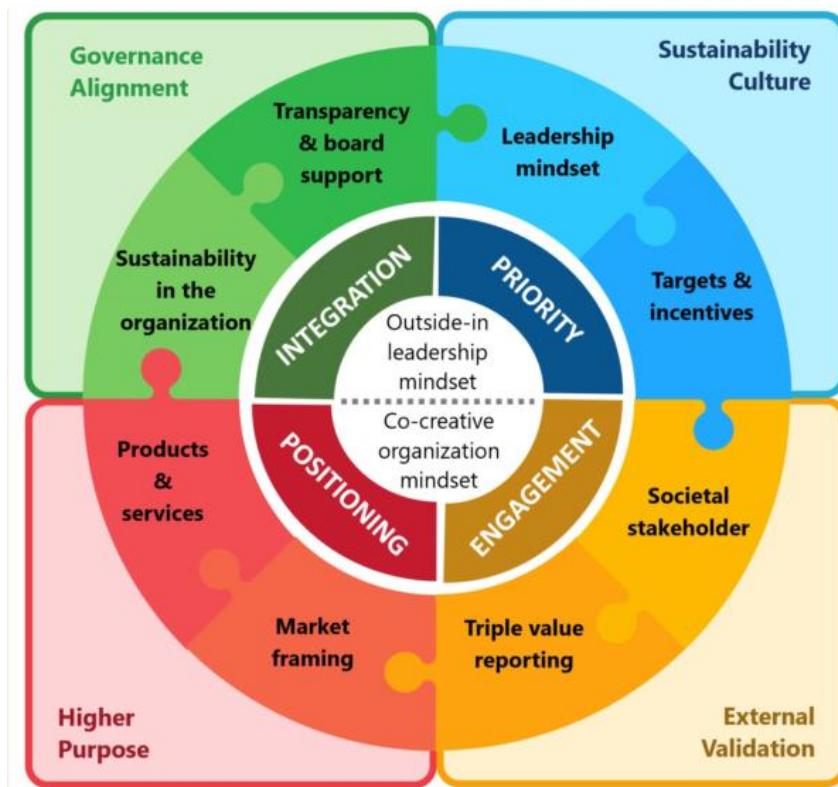 Governance
Alignment
Sustainability
Culture
Transparency
& board
support
Leadership
mindset
Sustainability
in the
organization
Targets &
incentives
INTEGRATION
PRIORITY
Outside-in
leadership
mindset
Co-creative
organization
mindset
POSITIONING
ENGAGEMENT
Products
&
services
Societal
stakeholder
Market
framing
Triple value
reporting
Higher
Purpose
External
Validation